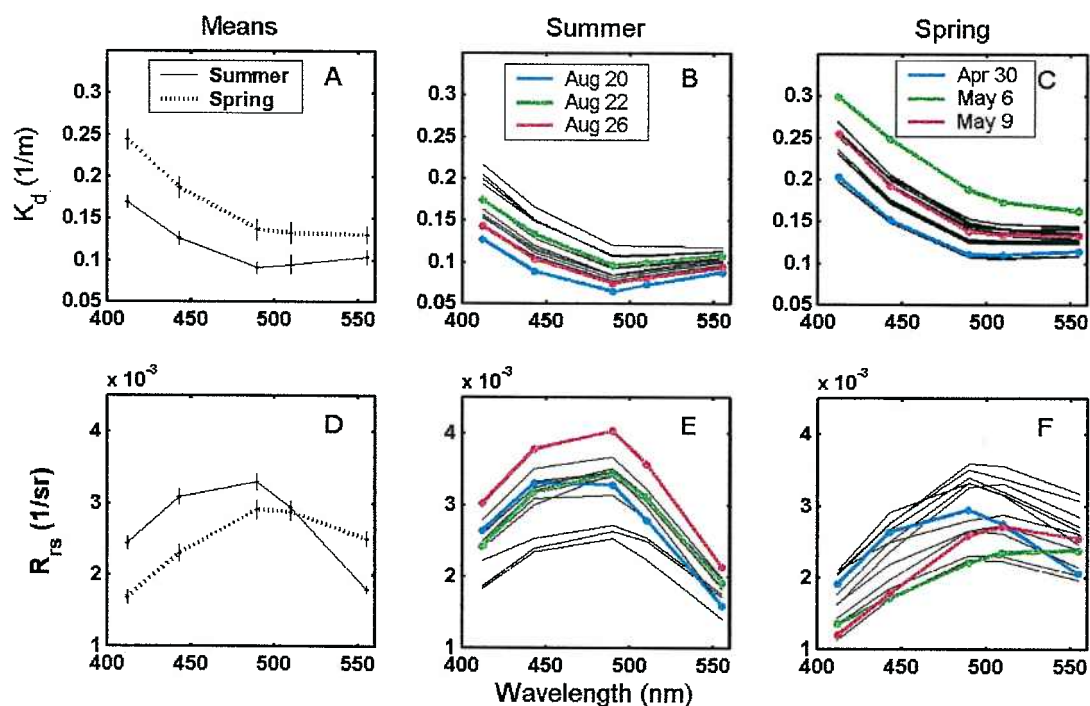 Means
Summer
Spring
A
Summer
Spring
B
Aug 20
Aug 22
Aug 26
C
Apr 30
May 6
May 9
K_d (1/m)
0.3
0.25
0.2
0.15
0.1
0.05
400 450 500 550
0.3
0.25
0.2
0.15
0.1
0.05
400 450 500 550
0.3
0.25
0.2
0.15
0.1
0.05
400 450 500 550
x 10⁻³
D
R_rs (1/sr)
4
3
2
1
400 450 500 550
x 10⁻³
E
4
3
2
1
400 450 500 550
x 10⁻³
F
4
3
2
1
400 450 500 550
Wavelength (nm)